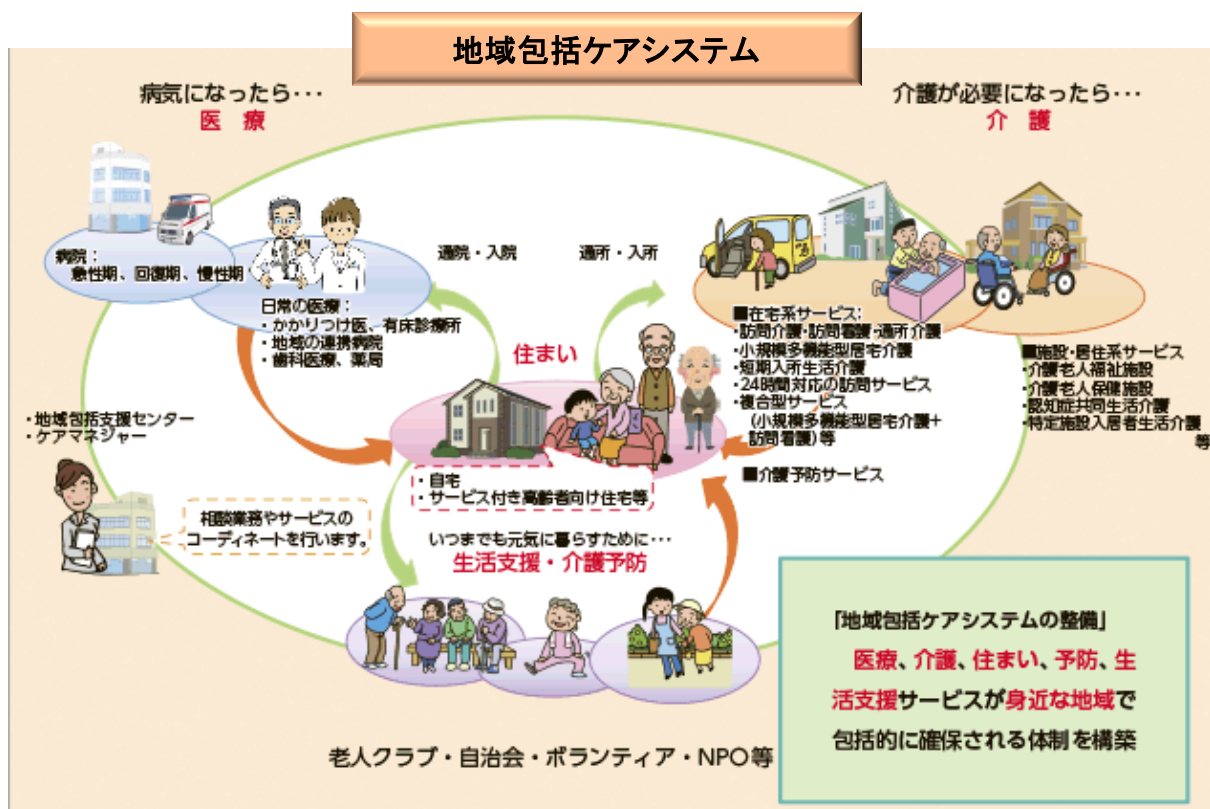 地域包括ケアシステム
病気になったら･･･
医 療
介護が必要になったら･･･
介 護
病院：
急性期、回復期、慢性期
日常の医療：
・かかりつけ医、有床診療所
・地域の連携病院
・歯科医療、薬局
通院・入院
通所・入所
住まい
・自宅
・サービス付き高齢者向け住宅等
■在宅系サービス：
・訪問介護・訪問看護・通所介護
・小規模多機能型居宅介護
・短期入所生活介護
・24時間対応の訪問サービス
・複合型サービス
（小規模多機能型居宅介護＋
訪問看護）等
■介護予防サービス
■施設・居住系サービス
・介護老人福祉施設
・介護老人保健施設
・認知症共同生活介護
・特定施設入居者生活介護
等
・地域包括支援センター
・ケアマネジャー
相談業務やサービスの
コーディネートを行います。
いつまでも元気に暮らすために･･･
生活支援・介護予防
老人クラブ・自治会・ボランティア・NPO等
「地域包括ケアシステムの整備」
医療、介護、住まい、予防、生
活支援サービスが身近な地域で
包括的に確保される体制を構築